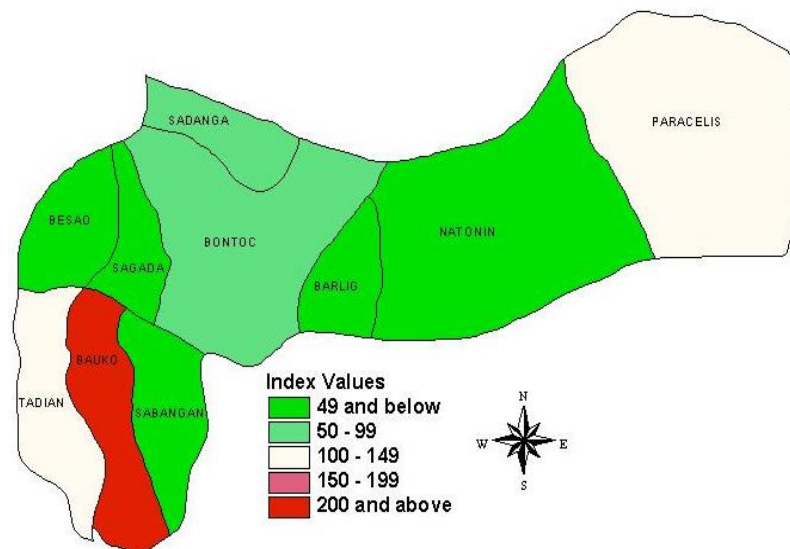 SADANGA
PARACELIS
BESAO
BONTOC
NATONIN
SAGADA
BARLIG
BAUKO
TADIAN
SABANGAN
Index Values
49 and below
50 - 99
100 - 149
150 - 199
200 and above
N
W
E
S